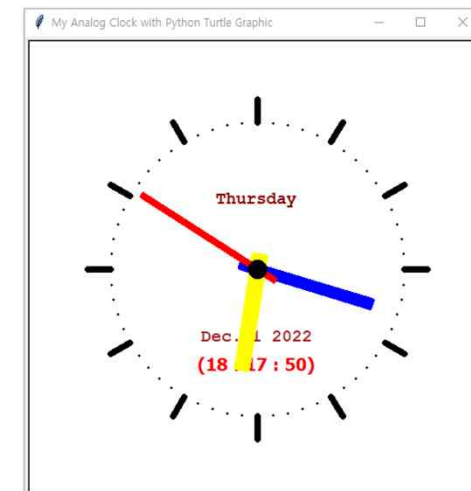 My Analog Clock with Python Turtle Graphic
Thursday
Dec. 1 2022
(18 : 17 : 50)